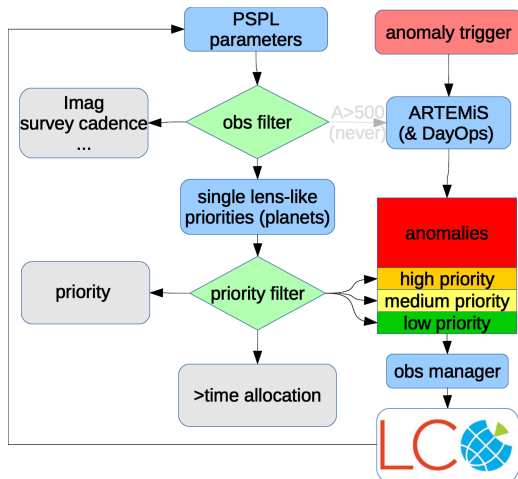 PSPL
parameters
anomaly trigger
Imag
survey cadence
...
obs filter
A>500
(never)
ARTEMiS
(& DayOps)
single lens-like
priorities (planets)
anomalies
priority
priority filter
high priority
medium priority
low priority
>time allocation
obs manager
LCO